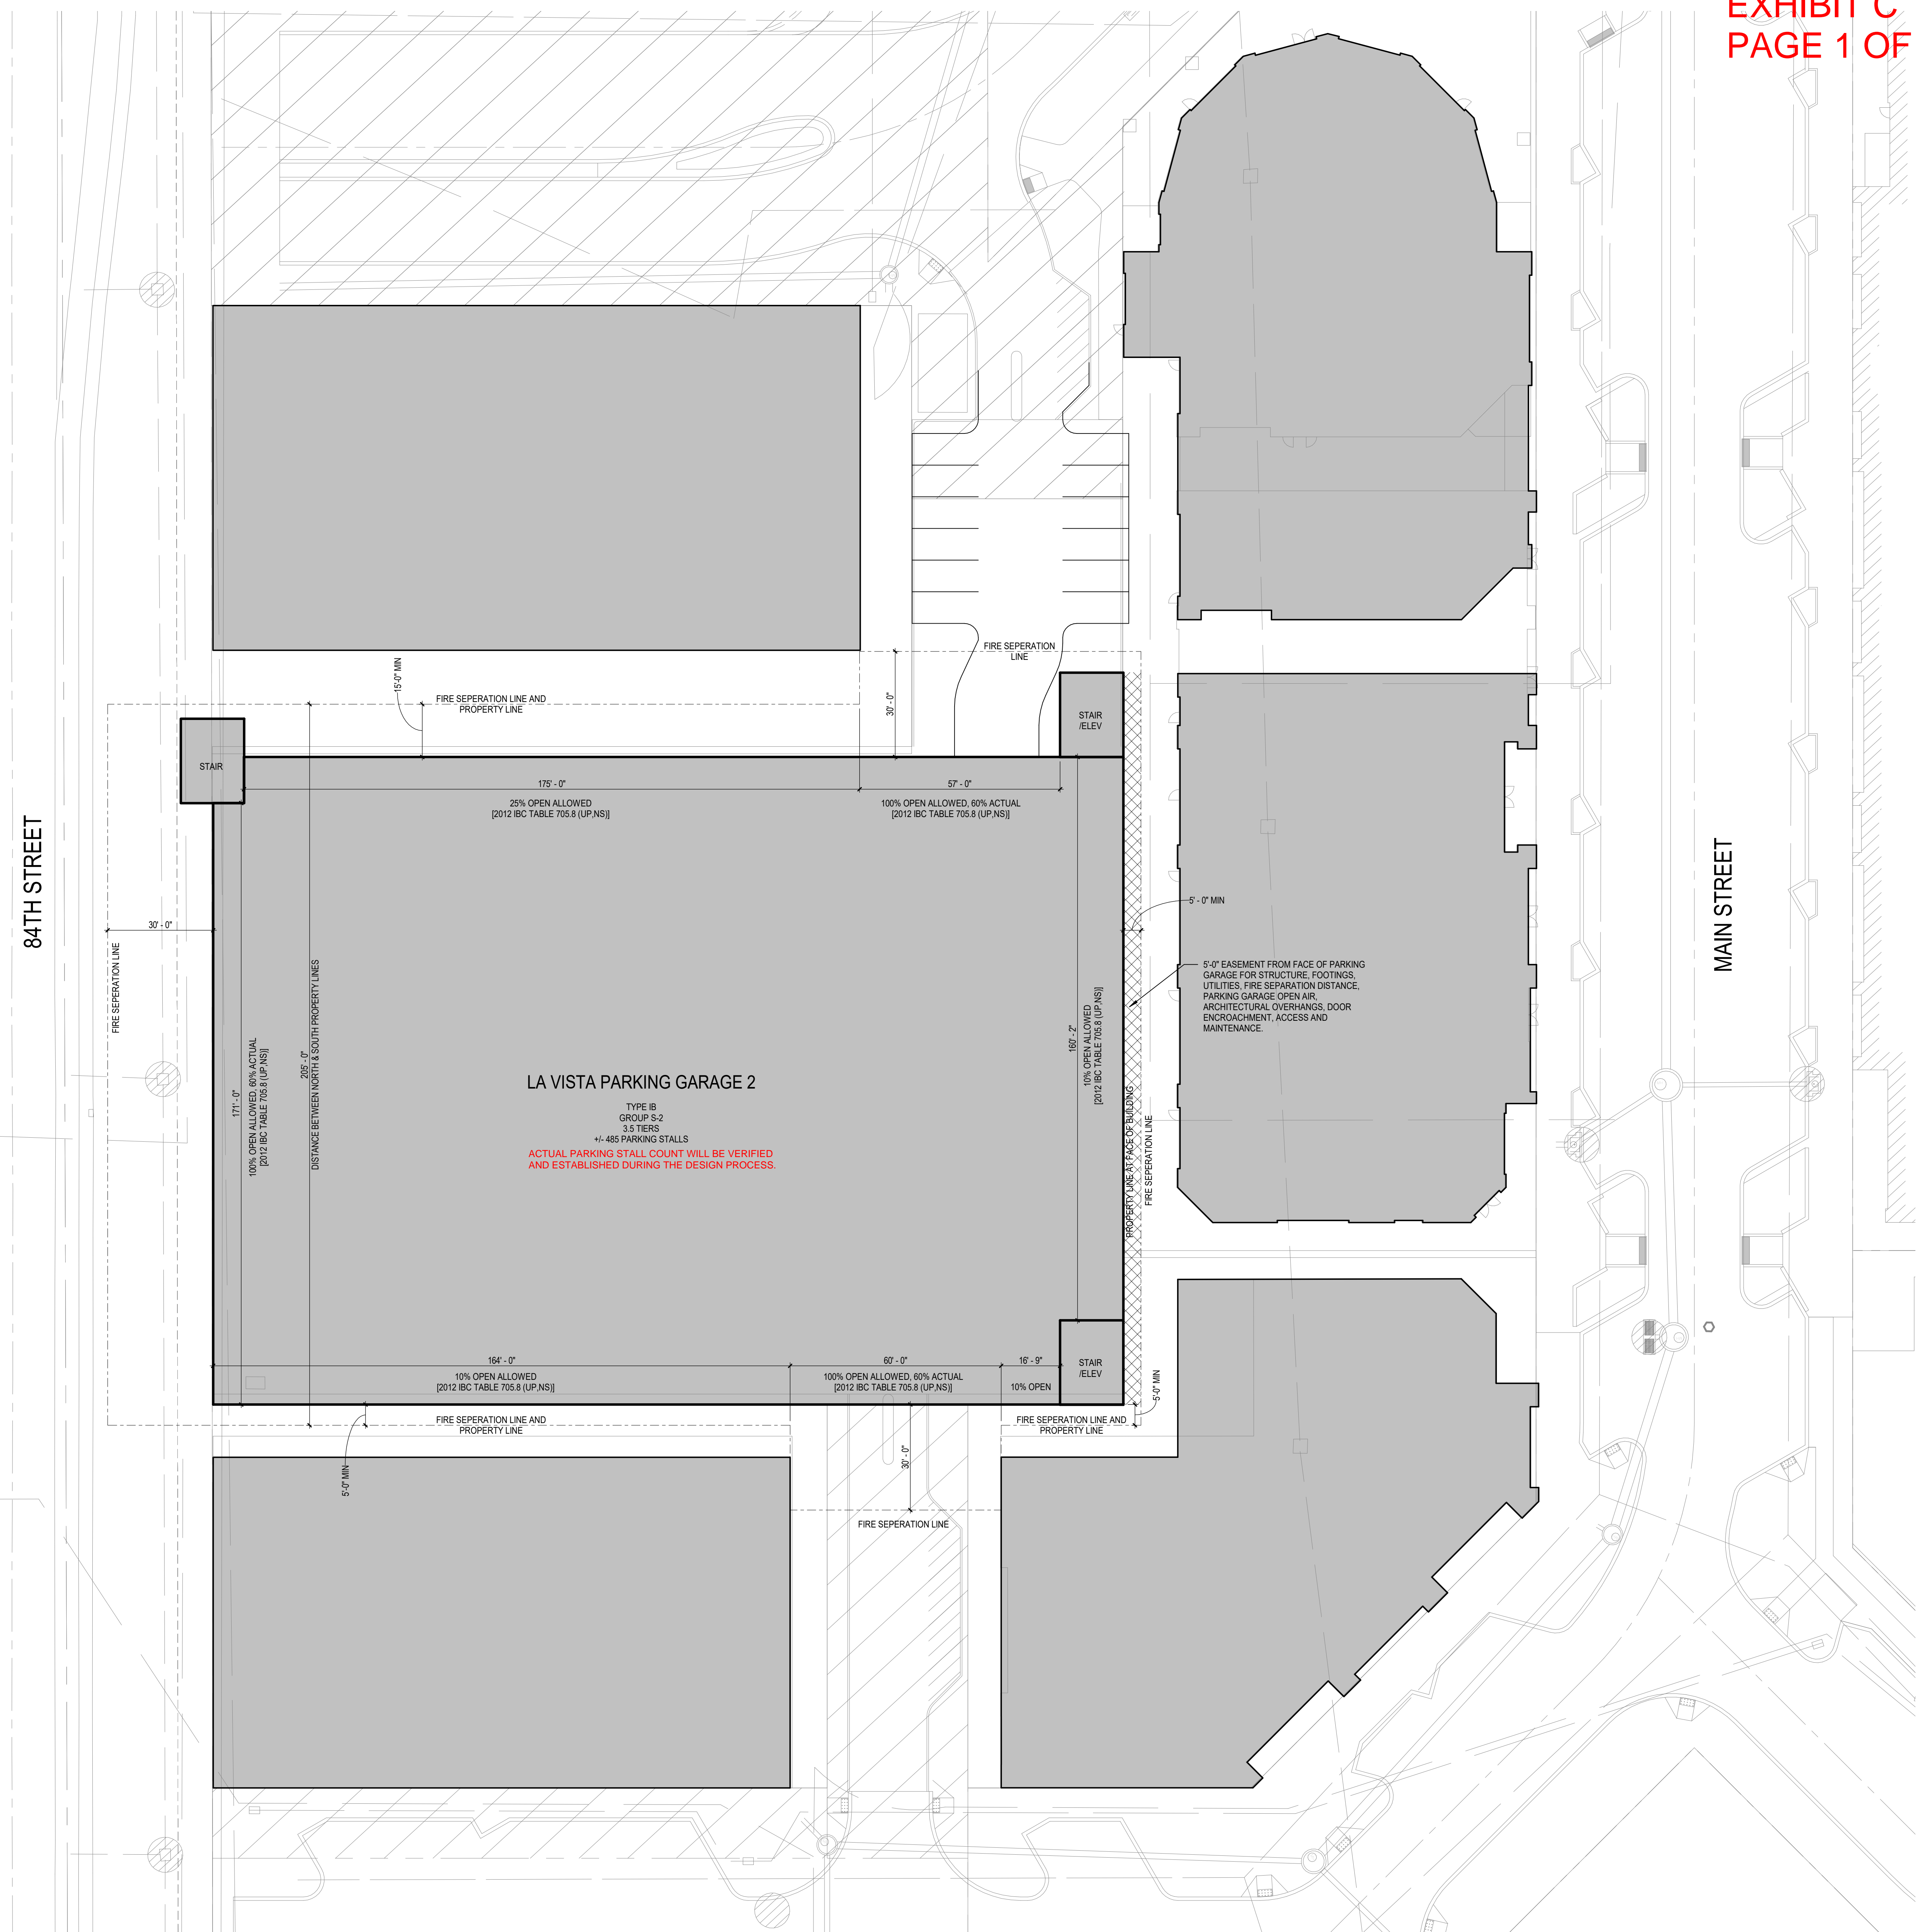 EXHIBIT C
PAGE 1 OF
FIRE SEPERATION
LINE
15'-0" MIN
FIRE SEPERATION LINE AND
PROPERTY LINE
30' - 0"
STAIR
/ELEV
STAIR
175' - 0"
25% OPEN ALLOWED
[2012 IBC TABLE 705.8 (UP,NS)]
57' - 0"
100% OPEN ALLOWED, 60% ACTUAL
[2012 IBC TABLE 705.8 (UP,NS)]
84TH STREET
MAIN STREET
30' - 0"
FIRE SEPERATION LINE
5' - 0" MIN
5'-0" EASEMENT FROM FACE OF PARKING
GARAGE FOR STRUCTURE, FOOTINGS,
UTILITIES, FIRE SEPARATION DISTANCE,
PARKING GARAGE OPEN AIR,
ARCHITECTURAL OVERHANGS, DOOR
ENCROACHMENT, ACCESS AND
MAINTENANCE.
171' - 0"
100% OPEN ALLOWED, 60% ACTUAL
[2012 IBC TABLE 705.8 (UP,NS)]
205' - 0"
DISTANCE BETWEEN NORTH & SOUTH PROPERTY LINES
160' - 2"
10% OPEN ALLOWED
[2012 IBC TABLE 705.8 (UP,NS)]
PROPERTY LINE AT FACE OF BUILDING
FIRE SEPERATION LINE
LA VISTA PARKING GARAGE 2
TYPE IB
GROUP S-2
3.5 TIERS
+/- 485 PARKING STALLS
ACTUAL PARKING STALL COUNT WILL BE VERIFIED
AND ESTABLISHED DURING THE DESIGN PROCESS.
164' - 0"
10% OPEN ALLOWED
[2012 IBC TABLE 705.8 (UP,NS)]
60' - 0"
100% OPEN ALLOWED, 60% ACTUAL
[2012 IBC TABLE 705.8 (UP,NS)]
16' - 9"
10% OPEN
STAIR
/ELEV
5'-0" MIN
FIRE SEPERATION LINE AND
PROPERTY LINE
FIRE SEPERATION LINE AND
PROPERTY LINE
5'-0" MIN
30' - 0"
FIRE SEPERATION LINE